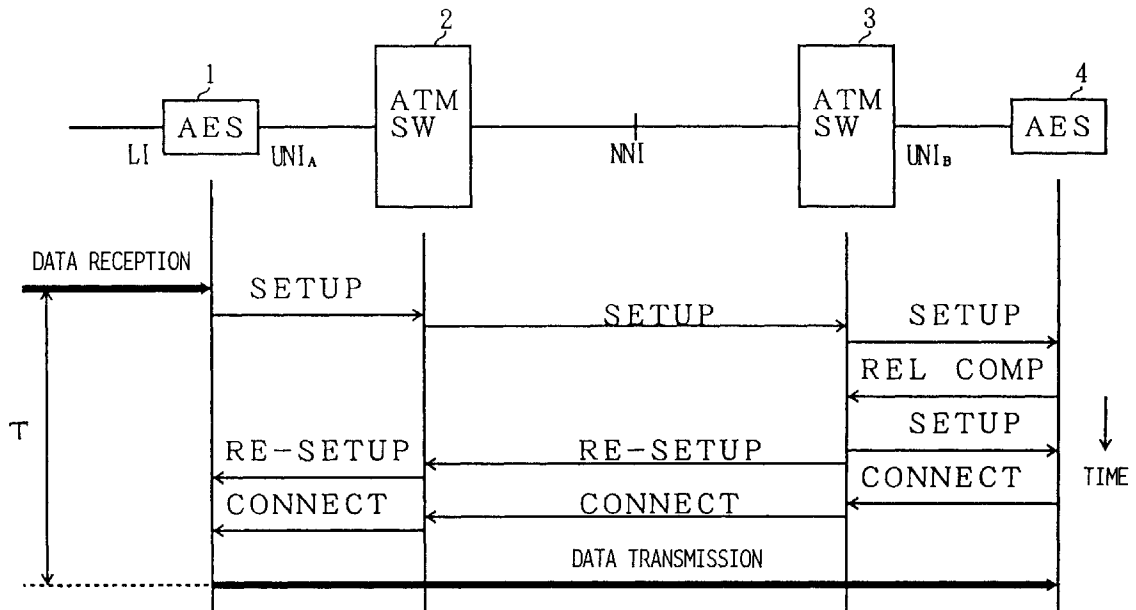 1
2
3
4
AES
ATM
SW
ATM
SW
AES
LI
UNIA
NNI
UNIB
DATA RECEPTION
SETUP
SETUP
SETUP
REL COMP
T
SETUP
RE-SETUP
RE-SETUP
TIME
CONNECT
CONNECT
CONNECT
DATA TRANSMISSION